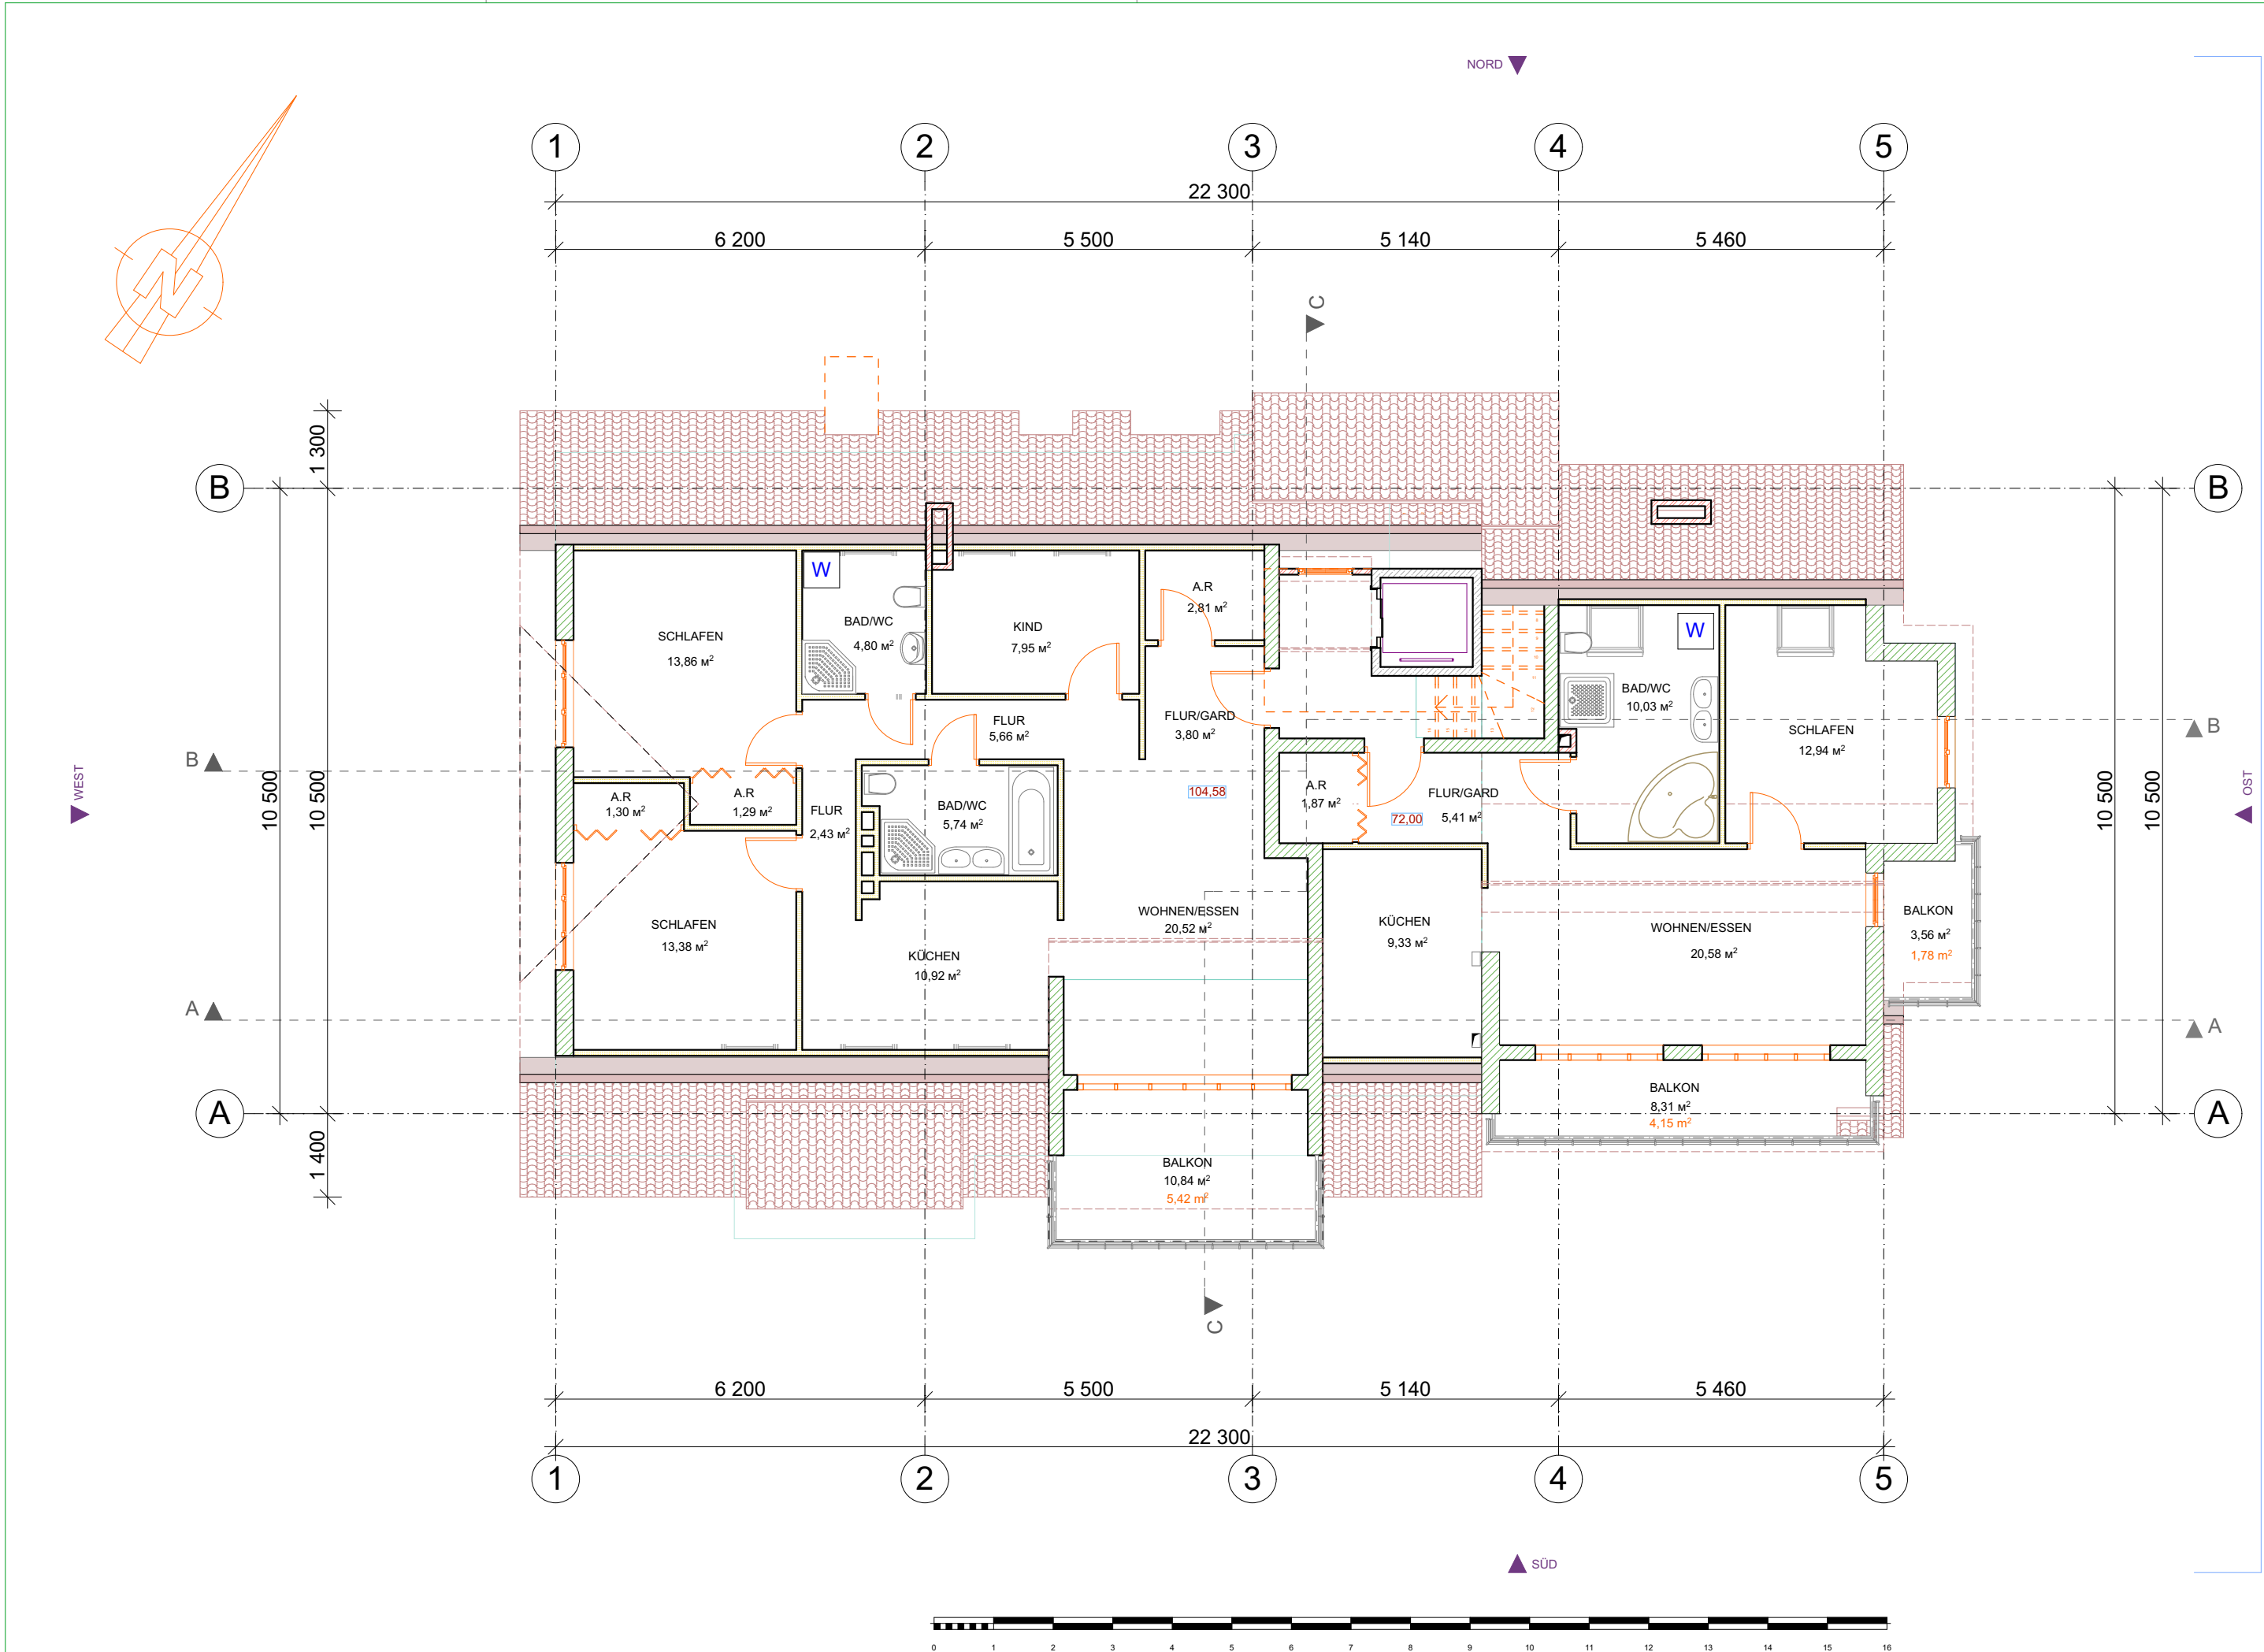 NORD
N
1
2
3
4
5
22 300
6 200
5 500
5 140
5 460
C
1 300
B
B
10 500
10 500
10 500
10 500
WEST
OST
W
A.R
2,81 м²
SCHLAFEN
13,86 м²
BAD/WC
4,80 м²
KIND
7,95 м²
W
BAD/WC
10,03 м²
FLUR
5,66 м²
FLUR/GARD
3,80 м²
SCHLAFEN
12,94 м²
B
B
A.R
1,30 м²
A.R
1,29 м²
FLUR
2,43 м²
BAD/WC
5,74 м²
104,58
A.R
1,87 м²
72,00
FLUR/GARD
5,41 м²
SCHLAFEN
13,38 м²
KÜCHEN
10,92 м²
WOHNEN/ESSEN
20,52 м²
KÜCHEN
9,33 м²
WOHNEN/ESSEN
20,58 м²
BALKON
3,56 м²
1,78 m²
A
A
A
A
1 400
BALKON
8,31 м²
4,15 m²
BALKON
10,84 м²
5,42 m²
C
6 200
5 500
5 140
5 460
22 300
1
2
3
4
5
SÜD
0 1 2 3 4 5 6 7 8 9 10 11 12 13 14 15 16